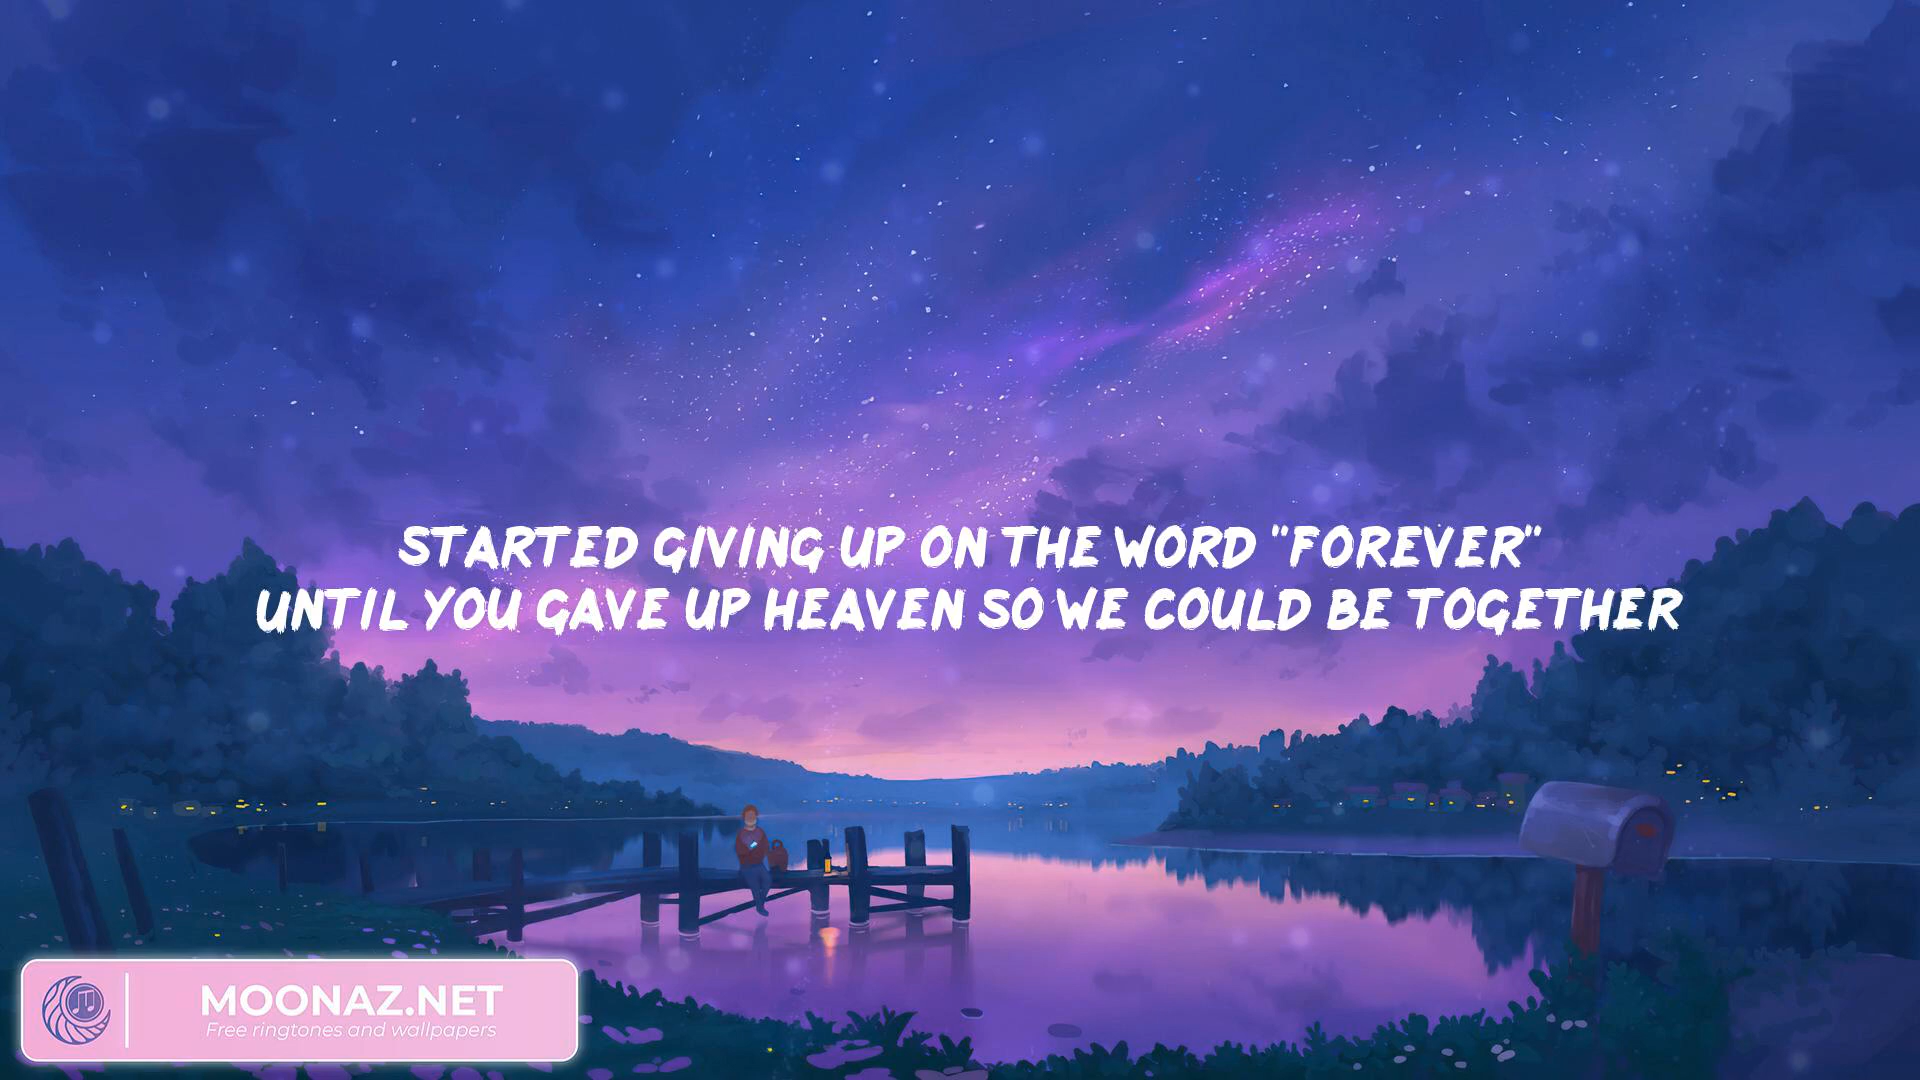 STARTED GIVING UP ON THE WORD "FOREVER"
UNTIL YOU GAVE UP HEAVEN SO WE COULD BE TOGETHER
MOONAZ.NET
Free ringtones and wallpapers